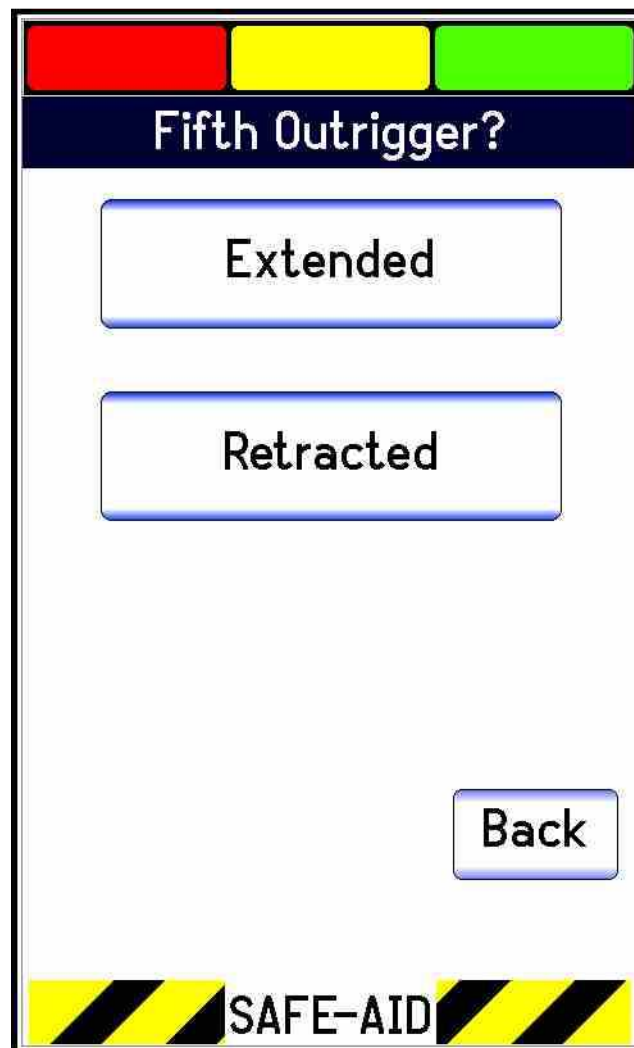 Fifth Outrigger?
Extended
Retracted
Back
SAFE-AID